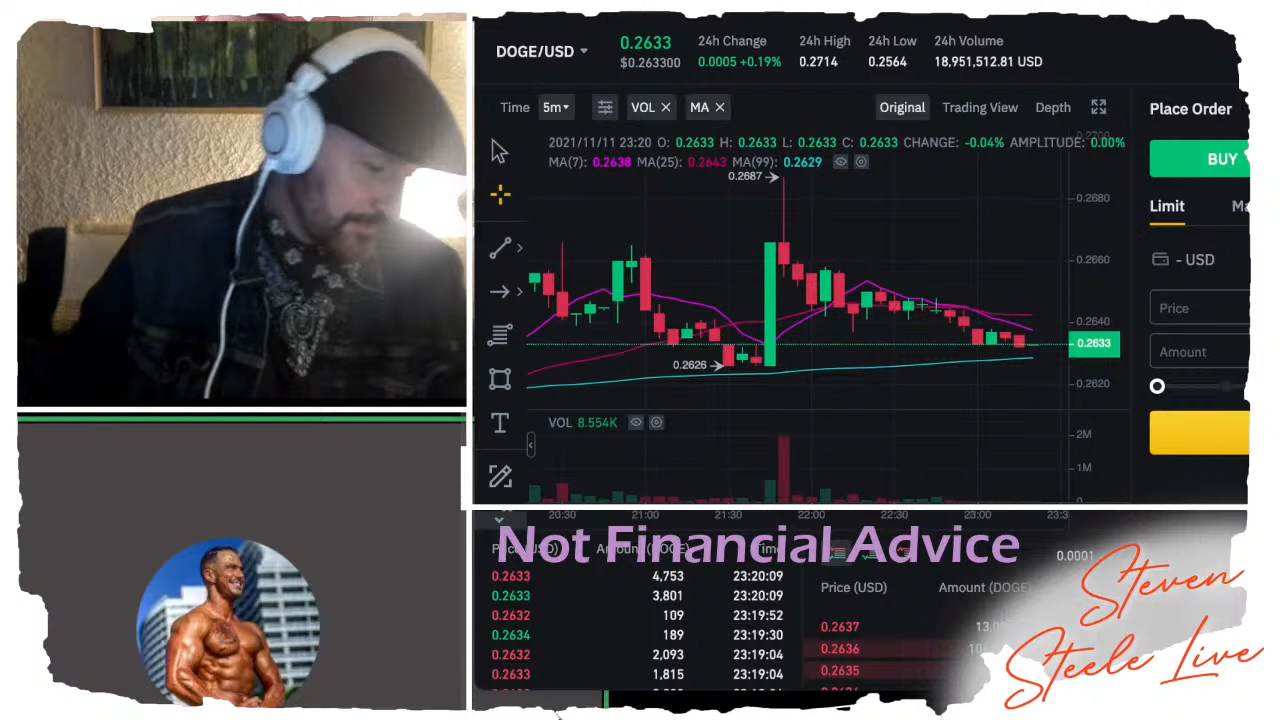 DOGE/USD
0.2633
$0.263300
24h Change
0.0005 +0.19%
24h High
0.2714
24h Low
0.2564
24h Volume
18,951,512.81 USD
Time 5m VOL MA Original Trading View Depth
2021/11/11 23:20 O: 0.2633 H: 0.2633 L: 0.2633 C: 0.2633 CHANGE: -0.04% AMPLITUDE: 0.00%
MA(7): 0.2638 MA(25): 0.2643 MA(99): 0.2629
0.2687
0.2626
0.2700
0.2680
0.2660
0.2640
0.2633
0.2620
VOL 8.554K
2M
1M
0
20:30 21:00 21:30 22:00 22:30 23:00 23:3
Place Order
BUY
Limit
- USD
Price
Amount
Not Financial Advice
Time
0.2633 4,753 23:20:09
0.2633 3,801 23:20:09
0.2632 109 23:19:52
0.2634 189 23:19:30
0.2632 2,093 23:19:04
0.2633 1,815 23:19:04
0.0001
Price (USD) Amount (DOGE)
0.2637
0.2636
0.2635
Steven
Steele Live